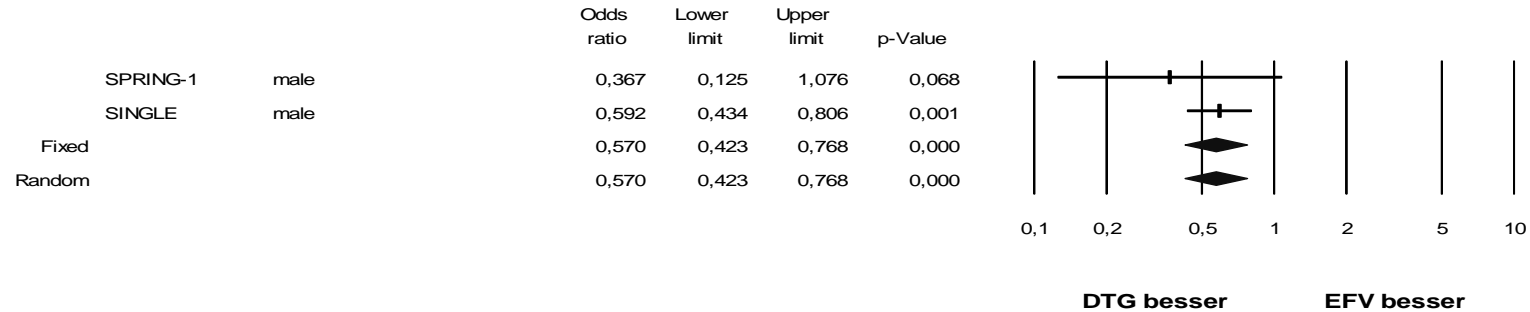 Odds Lower Upper
ratio limit limit p-Value
SPRING-1 male 0,367 0,125 1,076 0,068
SINGLE male 0,592 0,434 0,806 0,001
Fixed 0,570 0,423 0,768 0,000
Random 0,570 0,423 0,768 0,000
0,1 0,2 0,5 1 2 5 10
DTG besser EFV besser